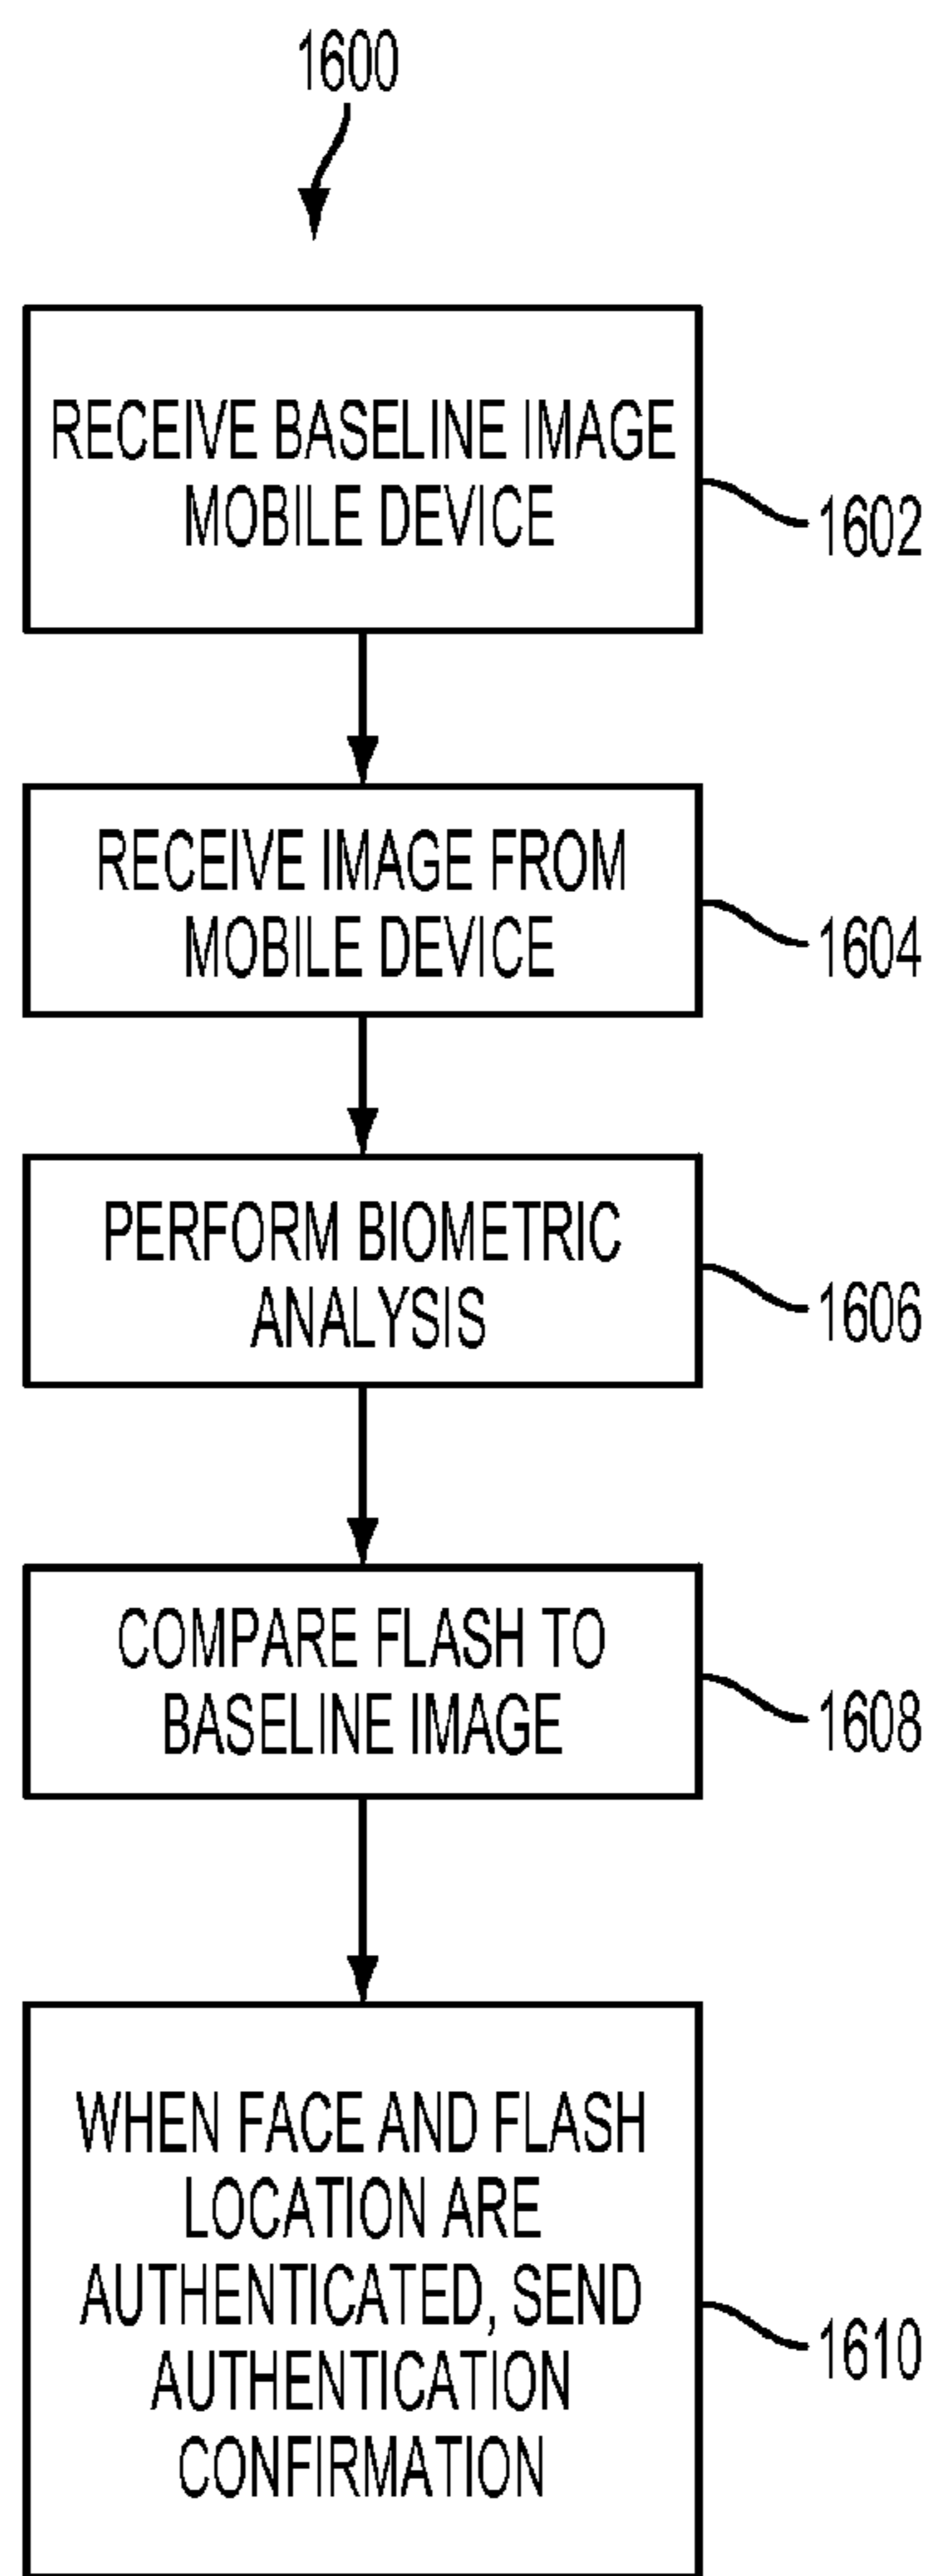 1600
RECEIVE BASELINE IMAGE
MOBILE DEVICE
1602
RECEIVE IMAGE FROM
MOBILE DEVICE
1604
PERFORM BIOMETRIC
ANALYSIS
1606
COMPARE FLASH TO
BASELINE IMAGE
1608
WHEN FACE AND FLASH
LOCATION ARE
AUTHENTICATED, SEND
AUTHENTICATION
CONFIRMATION
1610